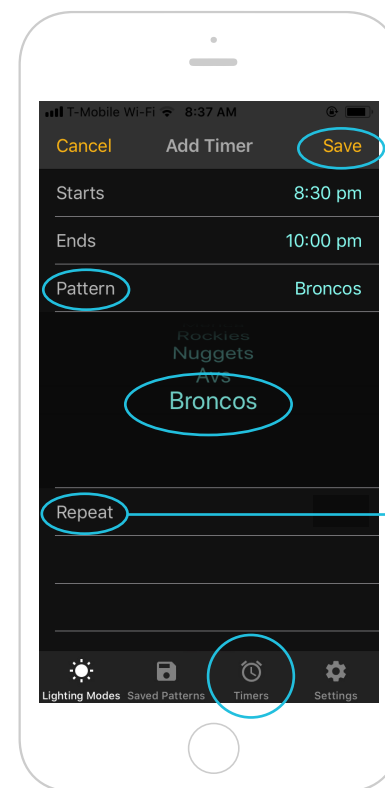 T-Mobile Wi-Fi 8:37 AM
Cancel Add Timer Save
Starts 8:30 pm
Ends 10:00 pm
Pattern Broncos
Rockies
Nuggets
Avs
Broncos
Repeat
Lighting Modes Saved Patterns Timers Settings